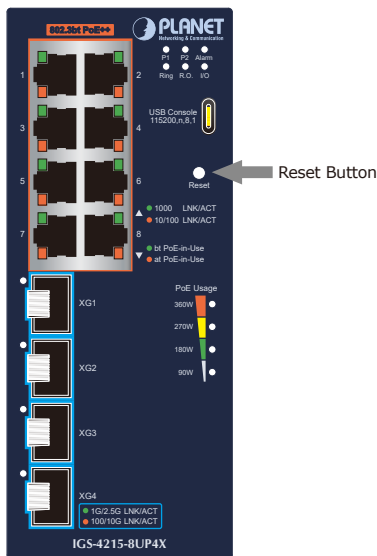 802.3bt PoE++
PLANET
Networking & Communication
P1 P2 Alarm
Ring R.O. I/O
1 2
USB Console
115200,n,8,1
3 4
5 6
Reset
Reset Button
1000 LNK/ACT
10/100 LNK/ACT
7 8
bt PoE-in-Use
at PoE-in-Use
PoE Usage
360W
270W
180W
90W
XG1
XG2
XG3
XG4
1G/2.5G LNK/ACT
100/10G LNK/ACT
IGS-4215-8UP4X